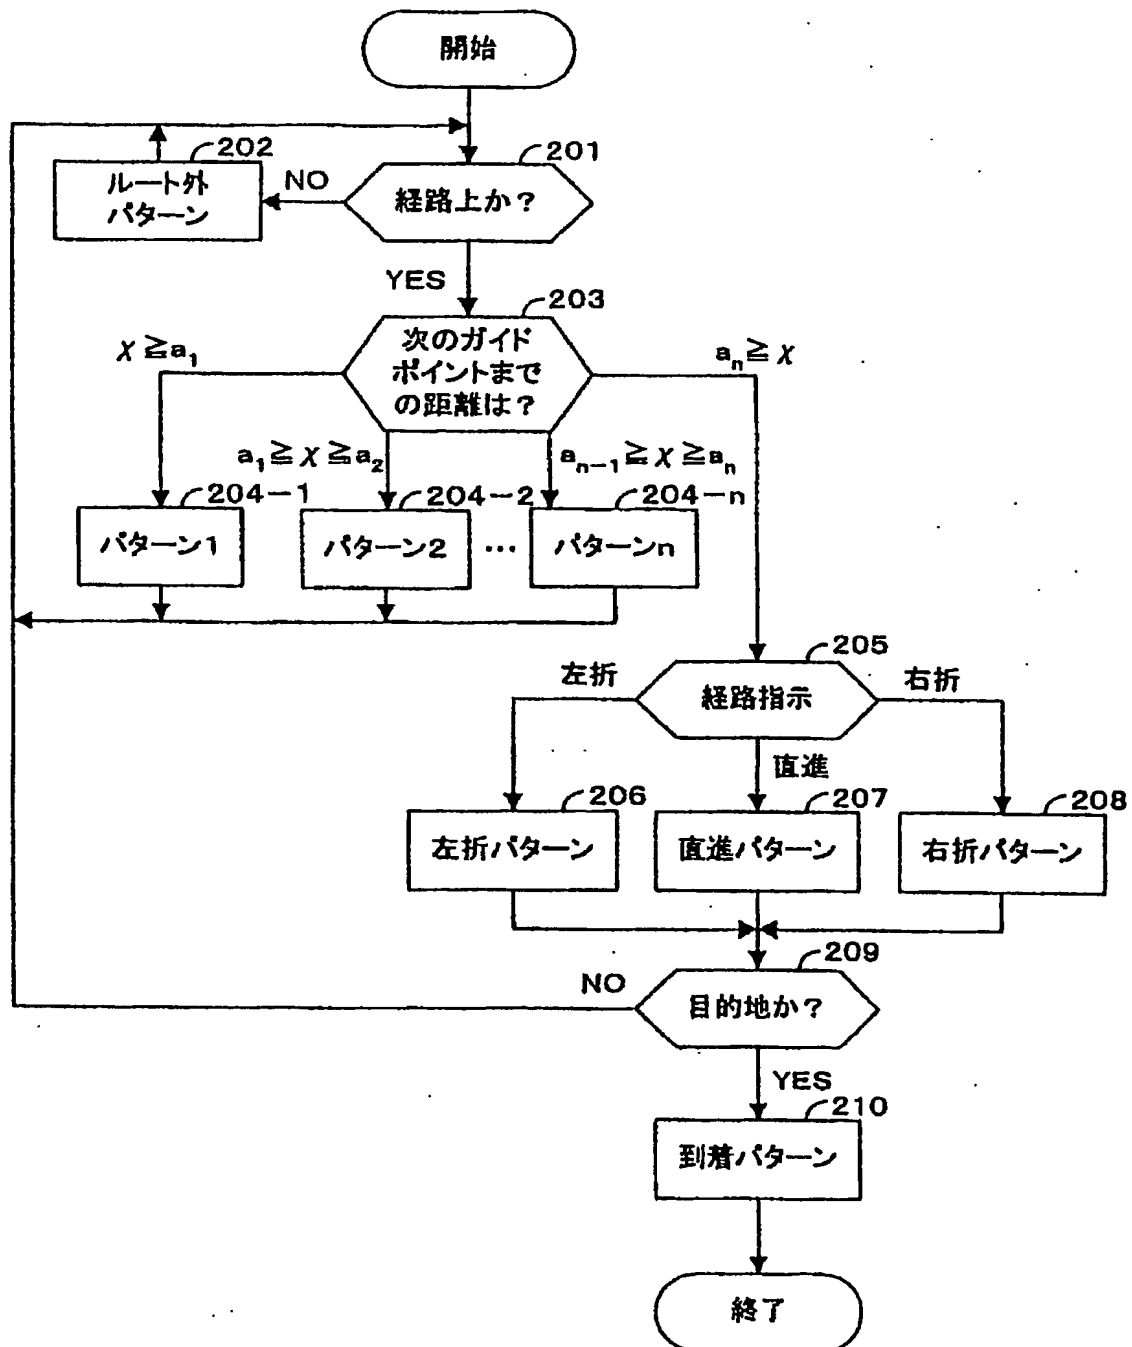 開始
202
201
ルート外
パターン
NO
経路上か？
YES
203
次のガイド
ポイントまで
の距離は？
χ≧a₁
aₙ≧χ
a₁≧χ≧a₂
aₙ₋₁≧χ≧aₙ
204-1
204-2
204-n
パターン1
パターン2
…
パターンn
205
左折
経路指示
右折
直進
206
207
208
左折パターン
直進パターン
右折パターン
209
NO
目的地か？
YES
210
到着パターン
終了